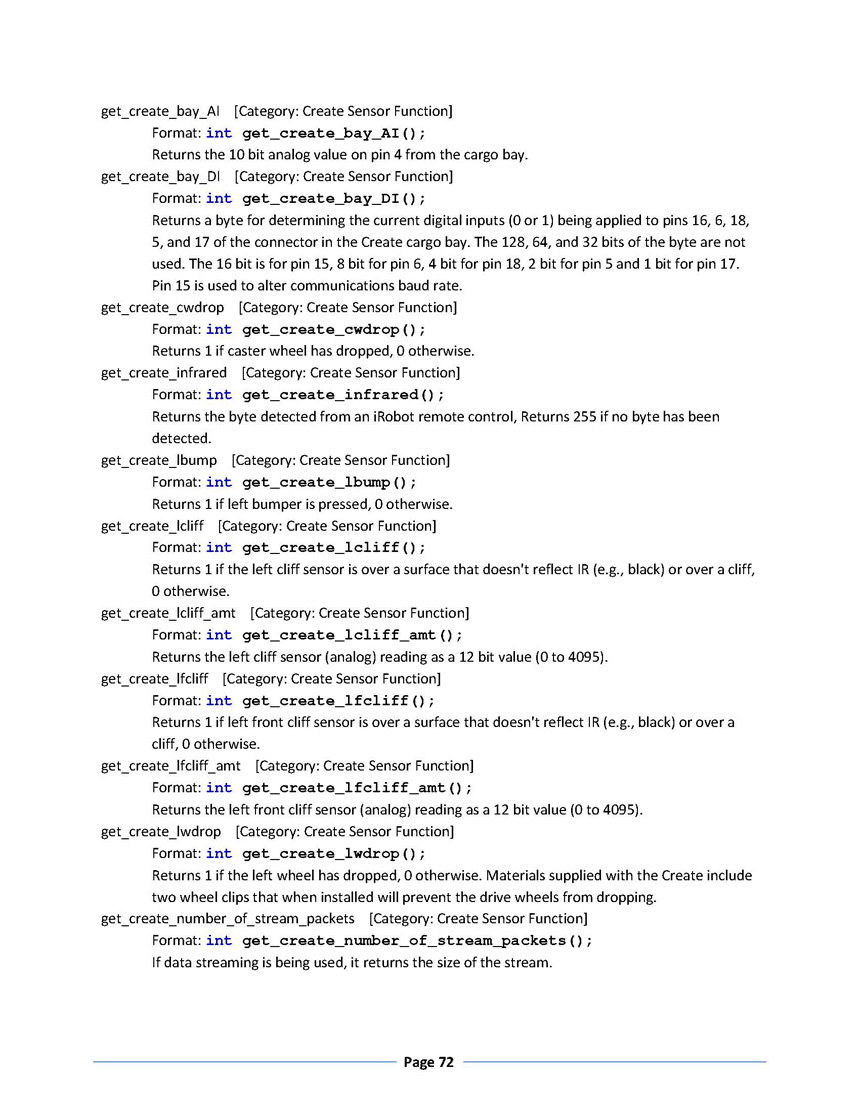 get_create_bay_AI [Category: Create Sensor Function]
Format: int get_create_bay_AI();
Returns the 10 bit analog value on pin 4 from the cargo bay.
get_create_bay_DI [Category: Create Sensor Function]
Format: int get_create_bay_DI();
Returns a byte for determining the current digital inputs (0 or 1) being applied to pins 16, 6, 18,
5, and 17 of the connector in the Create cargo bay. The 128, 64, and 32 bits of the byte are not
used. The 16 bit is for pin 15, 8 bit for pin 6, 4 bit for pin 18, 2 bit for pin 5 and 1 bit for pin 17.
Pin 15 is used to alter communications baud rate.
get_create_cwdrop [Category: Create Sensor Function]
Format: int get_create_cwdrop();
Returns 1 if caster wheel has dropped, 0 otherwise.
get_create_infrared [Category: Create Sensor Function]
Format: int get_create_infrared();
Returns the byte detected from an iRobot remote control, Returns 255 if no byte has been
detected.
get_create_lbump [Category: Create Sensor Function]
Format: int get_create_lbump();
Returns 1 if left bumper is pressed, 0 otherwise.
get_create_lcliff [Category: Create Sensor Function]
Format: int get_create_lcliff();
Returns 1 if the left cliff sensor is over a surface that doesn't reflect IR (e.g., black) or over a cliff,
0 otherwise.
get_create_lcliff_amt [Category: Create Sensor Function]
Format: int get_create_lcliff_amt();
Returns the left cliff sensor (analog) reading as a 12 bit value (0 to 4095).
get_create_lfcliff [Category: Create Sensor Function]
Format: int get_create_lfcliff();
Returns 1 if left front cliff sensor is over a surface that doesn't reflect IR (e.g., black) or over a
cliff, 0 otherwise.
get_create_lfcliff_amt [Category: Create Sensor Function]
Format: int get_create_lfcliff_amt();
Returns the left front cliff sensor (analog) reading as a 12 bit value (0 to 4095).
get_create_lwdrop [Category: Create Sensor Function]
Format: int get_create_lwdrop();
Returns 1 if the left wheel has dropped, 0 otherwise. Materials supplied with the Create include
two wheel clips that when installed will prevent the drive wheels from dropping.
get_create_number_of_stream_packets [Category: Create Sensor Function]
Format: int get_create_number_of_stream_packets();
If data streaming is being used, it returns the size of the stream.
Page 72